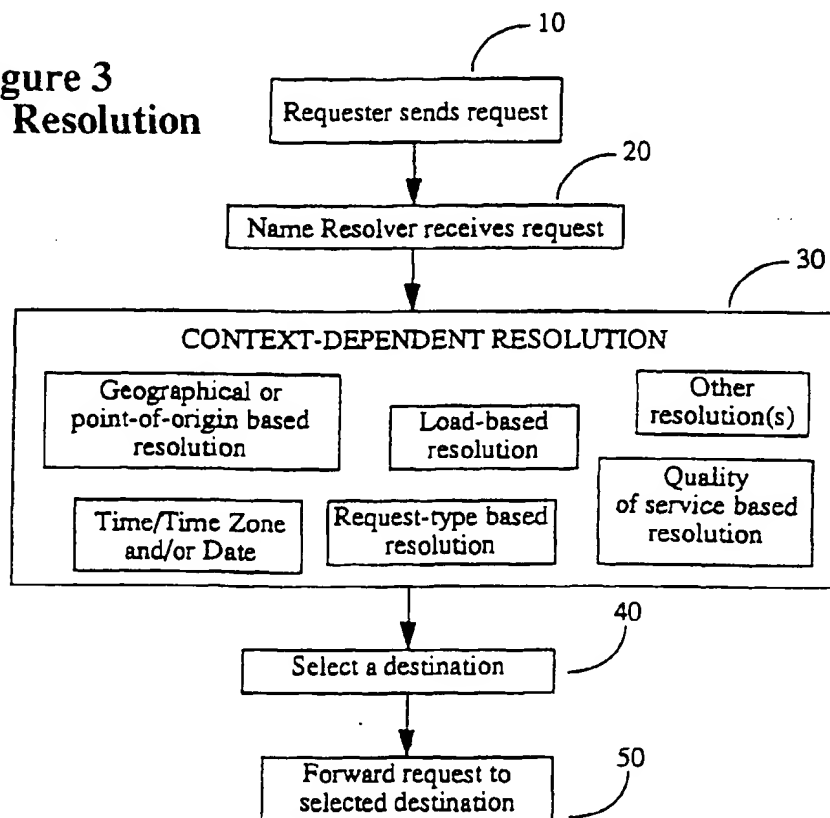 gure 3
Resolution
10
Requester sends request
20
Name Resolver receives request
30
CONTEXT-DEPENDENT RESOLUTION
Geographical or
point-of-origin based
resolution
Load-based
resolution
Other
resolution(s)
Time/Time Zone
and/or Date
Request-type based
resolution
Quality
of service based
resolution
40
Select a destination
50
Forward request to
selected destination